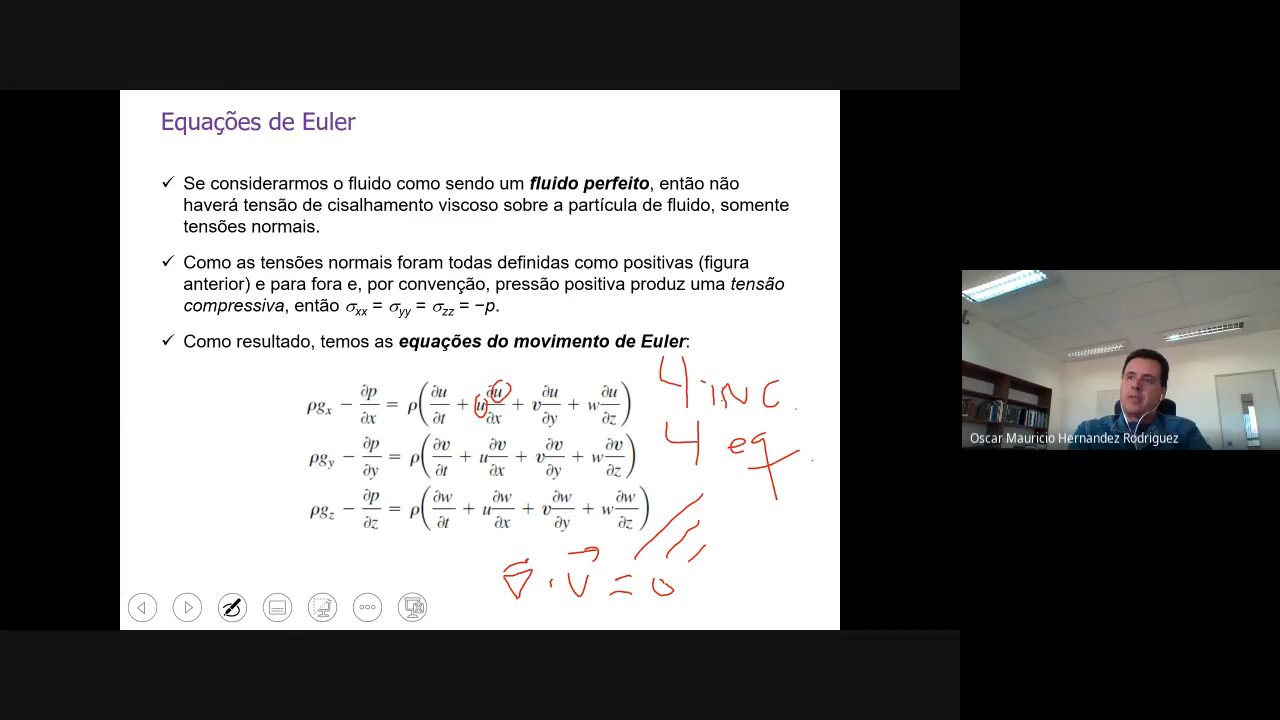 Equações de Euler
✓ Se considerarmos o fluido como sendo um fluido perfeito, então não
haverá tensão de cisalhamento viscoso sobre a partícula de fluido, somente
tensões normais.
✓ Como as tensões normais foram todas definidas como positivas (figura
anterior) e para fora e, por convenção, pressão positiva produz uma tensão
compressiva, então σxx = σyy = σzz = −p.
✓ Como resultado, temos as equações do movimento de Euler:
ρgx − ∂p/∂x = ρ(∂u/∂t + u ∂u/∂x + v ∂u/∂y + w ∂u/∂z)
ρgy − ∂p/∂y = ρ(∂v/∂t + u ∂v/∂x + v ∂v/∂y + w ∂v/∂z)
ρgz − ∂p/∂z = ρ(∂w/∂t + u ∂w/∂x + v ∂w/∂y + w ∂w/∂z)
4 INC
4 eq
∇ · V = 0
Oscar Mauricio Hernandez Rodriguez